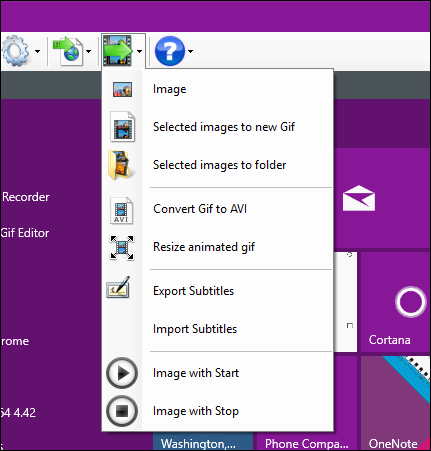 Image
Selected images to new Gif
Selected images to folder
Convert Gif to AVI
AVI
Resize animated gif
Export Subtitles
Import Subtitles
Image with Start
Image with Stop
Recorder
Gif Editor
rome
64 4.42
Cortana
Washington,...
Phone Compa...
OneNote